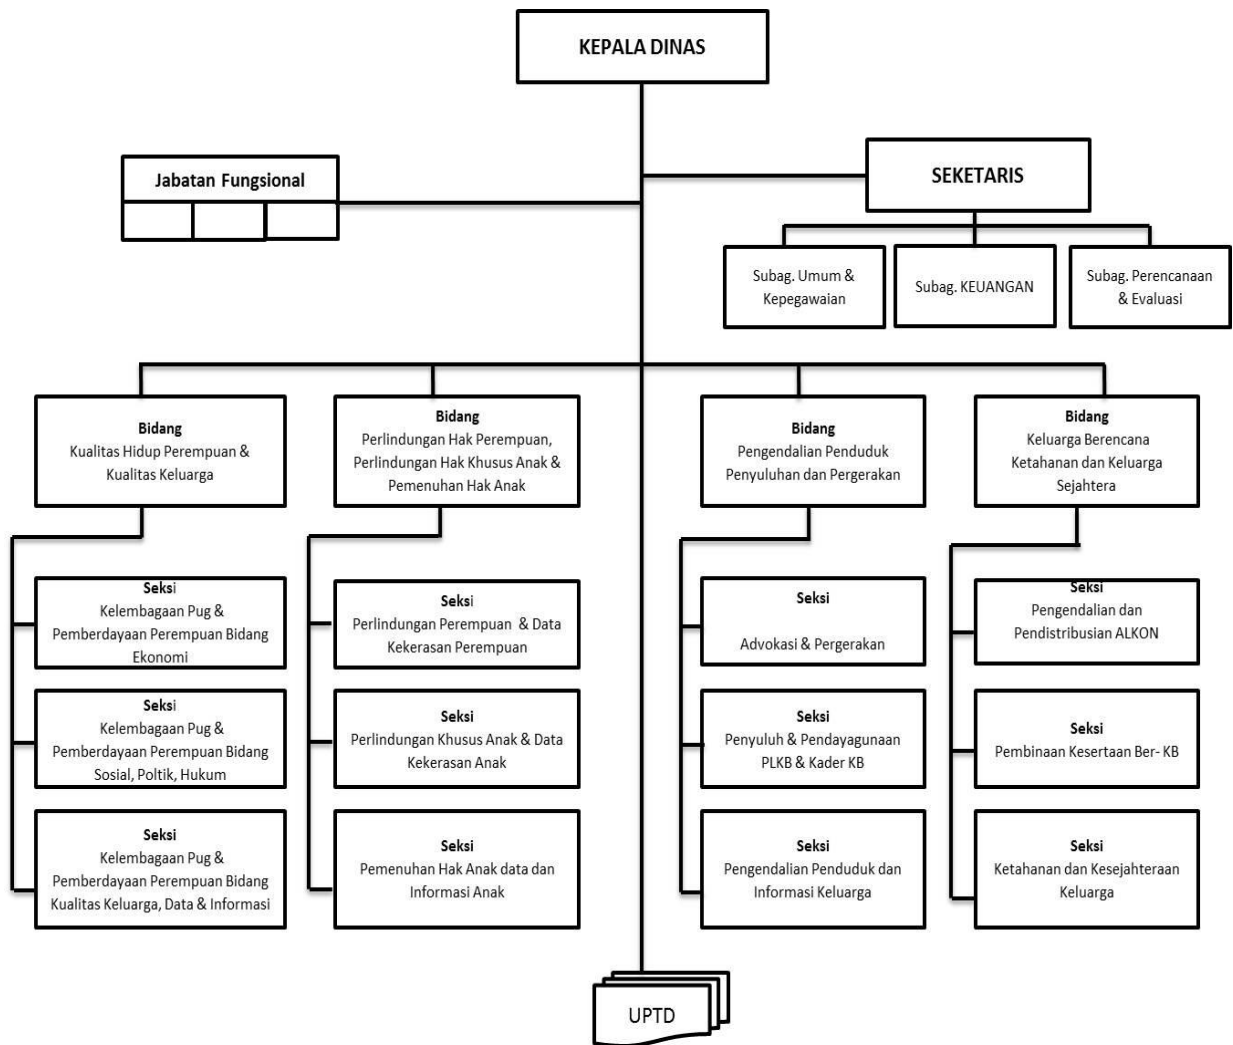 KEPALA DINAS
Jabatan Fungsional
SEKETARIS
Subag. Umum &
Kepegawaian
Subag. KEUANGAN
Subag. Perencanaan
& Evaluasi
Bidang
Kualitas Hidup Perempuan &
Kualitas Keluarga
Bidang
Perlindungan Hak Perempuan,
Perlindungan Hak Khusus Anak &
Pemenuhan Hak Anak
Bidang
Pengendalian Penduduk
Penyuluhan dan Pergerakan
Bidang
Keluarga Berencana
Ketahanan dan Keluarga
Sejahtera
Seksi
Kelembagaan Pug &
Pemberdayaan Perempuan Bidang
Ekonomi
Seksi
Perlindungan Perempuan & Data
Kekerasan Perempuan
Seksi
Advokasi & Pergerakan
Seksi
Pengendalian dan
Pendistribusian ALKON
Seksi
Kelembagaan Pug &
Pemberdayaan Perempuan Bidang
Sosial, Poltik, Hukum
Seksi
Perlindungan Khusus Anak & Data
Kekerasan Anak
Seksi
Penyuluh & Pendayagunaan
PLKB & Kader KB
Seksi
Pembinaan Kesertaan Ber- KB
Seksi
Kelembagaan Pug &
Pemberdayaan Perempuan Bidang
Kualitas Keluarga, Data & Informasi
Seksi
Pemenuhan Hak Anak data dan
Informasi Anak
Seksi
Pengendalian Penduduk dan
Informasi Keluarga
Seksi
Ketahanan dan Kesejahteraan
Keluarga
UPTD